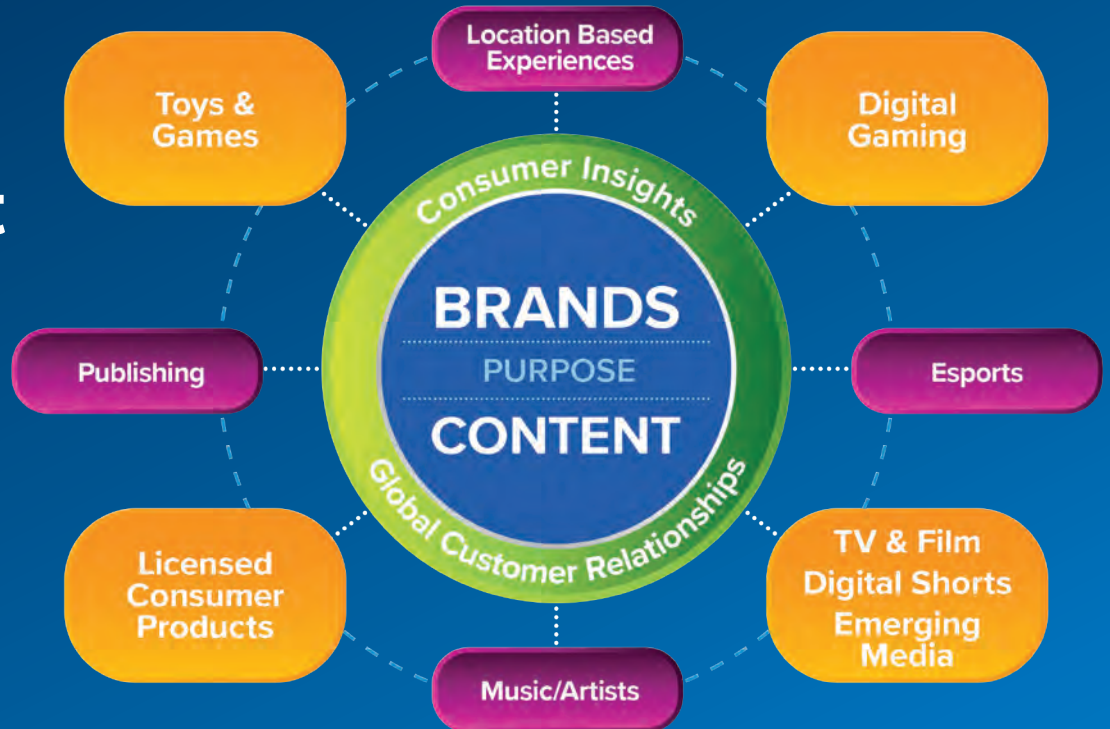 Location Based
Experiences
Toys &
Games
Digital
Gaming
Consumer Insights
BRANDS
PURPOSE
CONTENT
Global Customer Relationships
Publishing
Esports
Licensed
Consumer
Products
TV & Film
Digital Shorts
Emerging
Media
Music/Artists